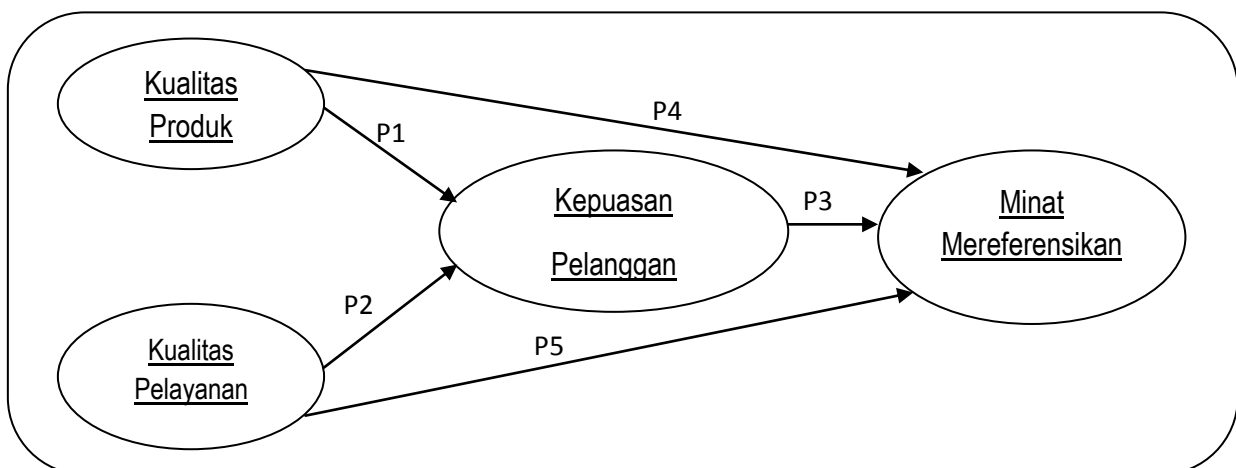 Kualitas
Produk
P1
P4
Kepuasan
Pelanggan
P3
Minat
Mereferensikan
P2
Kualitas
Pelayanan
P5